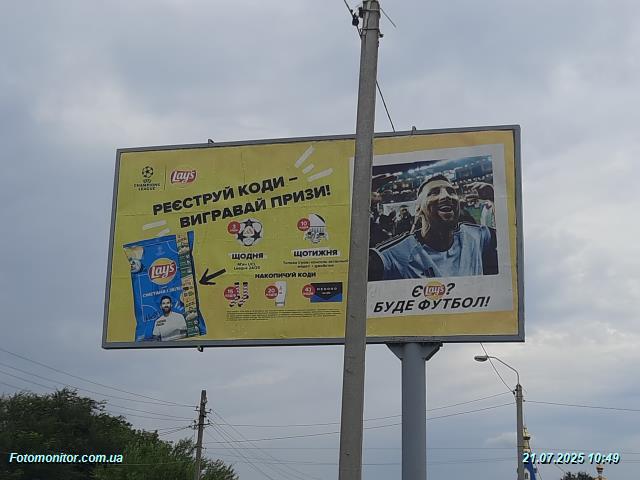 UEFA
CHAMPIONS
LEAGUE
Lay's
РЕЄСТРУЙ КОДИ –
ВИГРАВАЙ ПРИЗИ!
ЩОДНЯ
ЩОТИЖНЯ
НАКОПИЧУЙ КОДИ
Lay's
Є Lay's?
БУДЕ ФУТБОЛ!
Fotomonitor.com.ua
21.07.2025 10:49